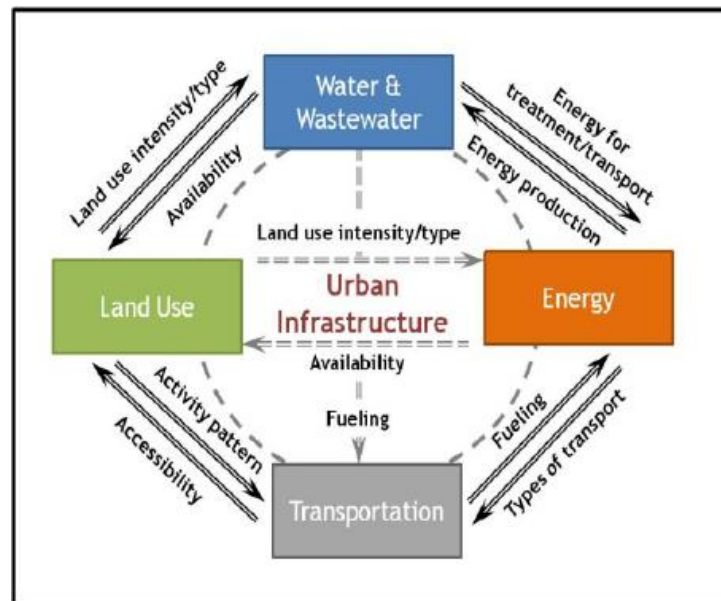 Water &
Wastewater
Land use intensity/type
Availability
Energy for
treatment/transport
Energy production
Land use intensity/type
Land Use
Urban
Infrastructure
Energy
Availability
Fueling
Activity pattern
Accessibility
Fueling
Types of transport
Transportation